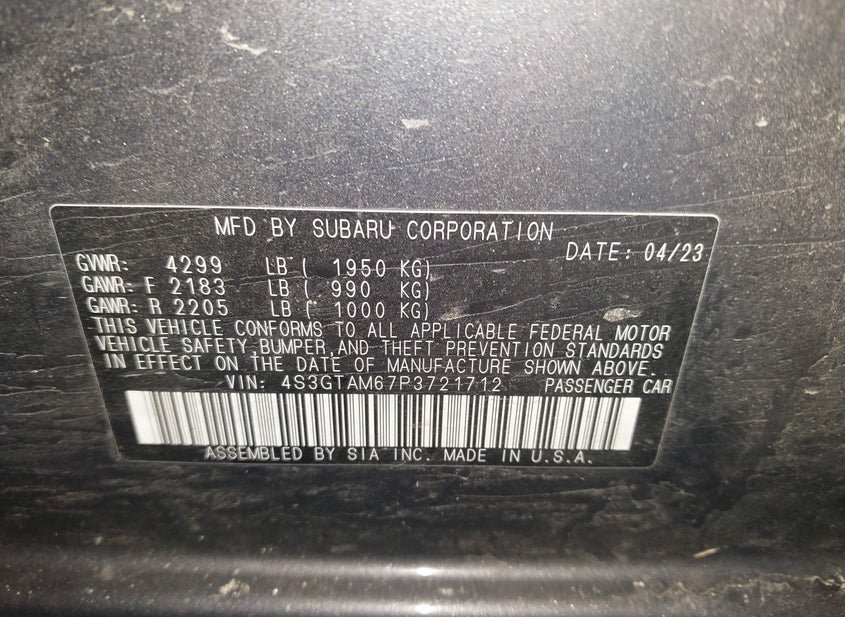 MFD BY SUBARU CORPORATION
DATE: 04/23
GVWR: 4299 LB ( 1950 KG)
GAWR: F 2183 LB ( 990 KG)
GAWR: R 2205 LB ( 1000 KG)
THIS VEHICLE CONFORMS TO ALL APPLICABLE FEDERAL MOTOR
VEHICLE SAFETY, BUMPER, AND THEFT PREVENTION STANDARDS
IN EFFECT ON THE DATE OF MANUFACTURE SHOWN ABOVE.
VIN: 4S3GTAM67P3721712 PASSENGER CAR
ASSEMBLED BY SIA INC. MADE IN U.S.A.